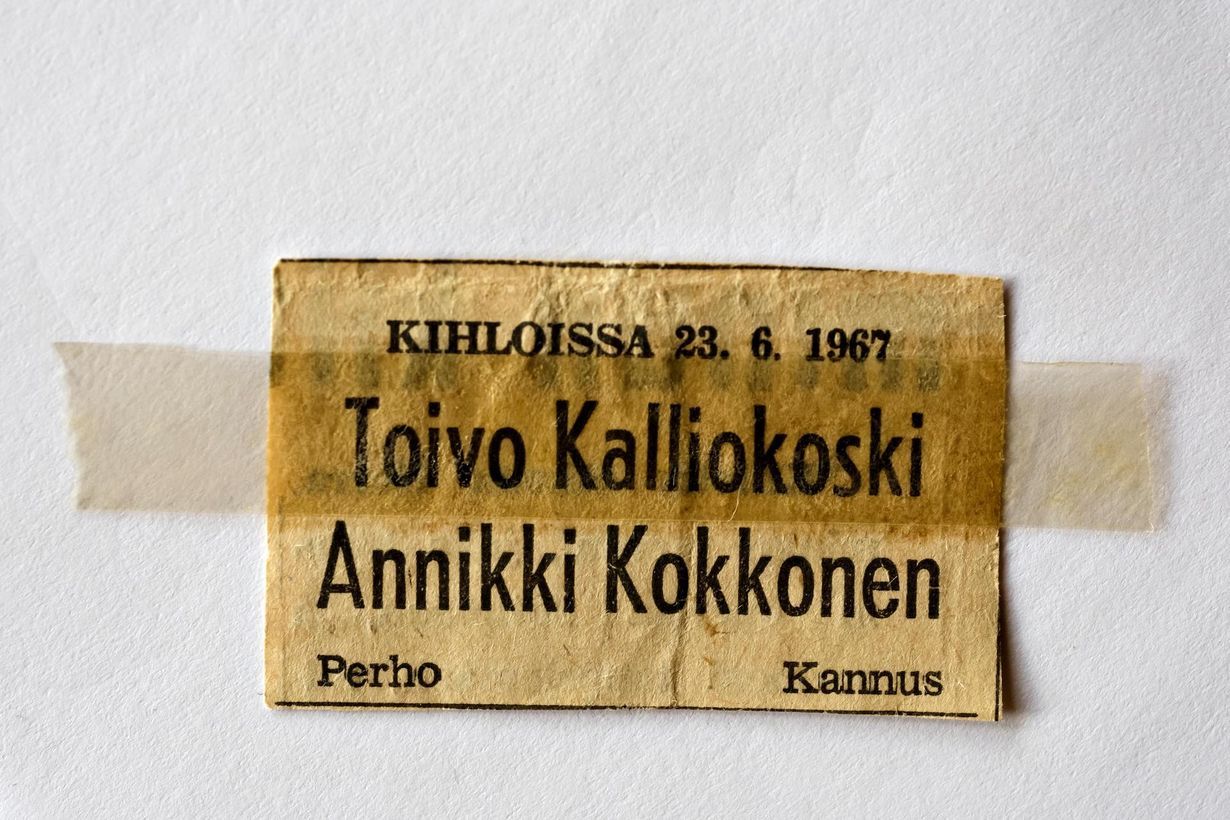 KIHLOISSA 23. 6. 1967
Toivo Kalliokoski
Annikki Kokkonen
Perho Kannus